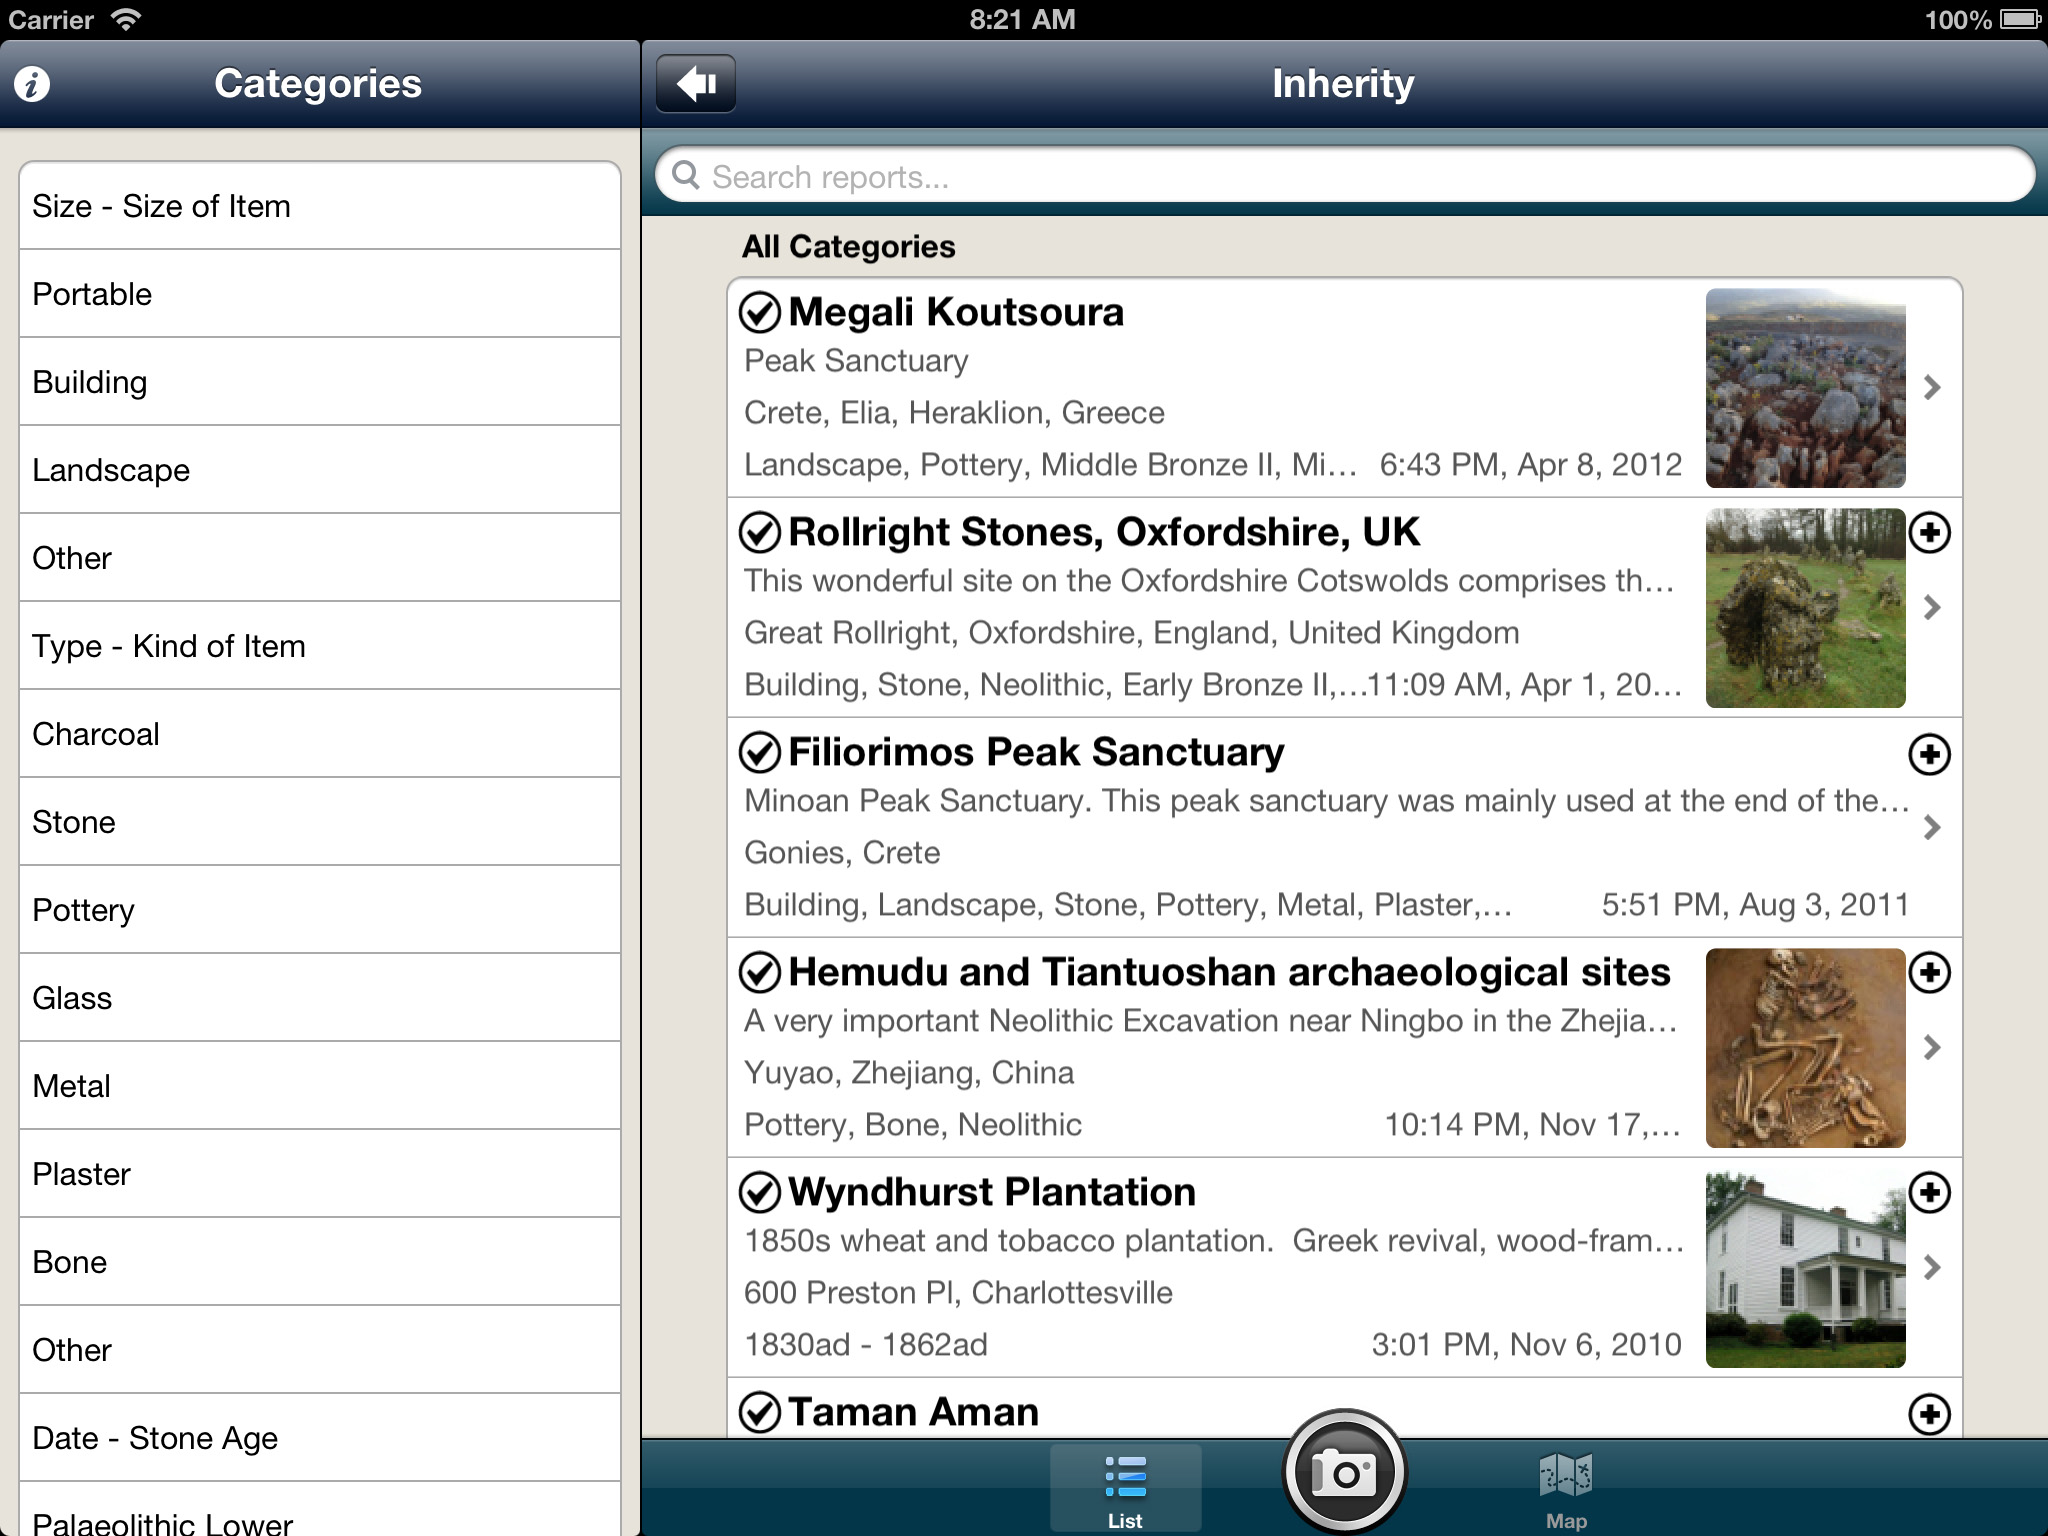 Carrier 8:21 AM 100%
Categories
Size - Size of Item
Portable
Building
Landscape
Other
Type - Kind of Item
Charcoal
Stone
Pottery
Glass
Metal
Plaster
Bone
Other
Date - Stone Age
Palaeolithic Lower
Inherity
Search reports...
All Categories
Megali Koutsoura
Peak Sanctuary
Crete, Elia, Heraklion, Greece
Landscape, Pottery, Middle Bronze II, Mi... 6:43 PM, Apr 8, 2012
Rollright Stones, Oxfordshire, UK
This wonderful site on the Oxfordshire Cotswolds comprises th...
Great Rollright, Oxfordshire, England, United Kingdom
Building, Stone, Neolithic, Early Bronze II,... 11:09 AM, Apr 1, 20...
Filiorimos Peak Sanctuary
Minoan Peak Sanctuary. This peak sanctuary was mainly used at the end of the...
Gonies, Crete
Building, Landscape, Stone, Pottery, Metal, Plaster,... 5:51 PM, Aug 3, 2011
Hemudu and Tiantuoshan archaeological sites
A very important Neolithic Excavation near Ningbo in the Zhejia...
Yuyao, Zhejiang, China
Pottery, Bone, Neolithic 10:14 PM, Nov 17,...
Wyndhurst Plantation
1850s wheat and tobacco plantation.  Greek revival, wood-fram...
600 Preston Pl, Charlottesville
1830ad - 1862ad 3:01 PM, Nov 6, 2010
Taman Aman
List Map